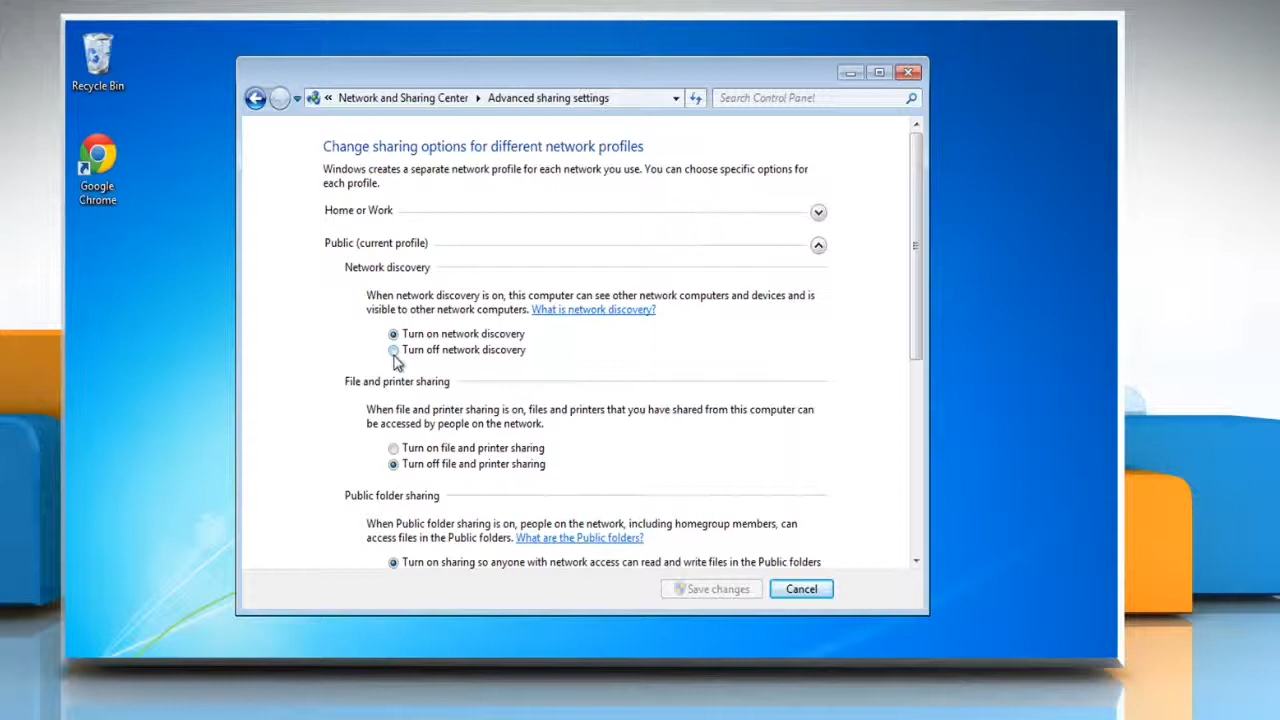 Recycle Bin
Google
Chrome
« Network and Sharing Center ▸ Advanced sharing settings
Search Control Panel
Change sharing options for different network profiles
Windows creates a separate network profile for each network you use. You can choose specific options for
each profile.
Home or Work
Public (current profile)
Network discovery
When network discovery is on, this computer can see other network computers and devices and is
visible to other network computers. What is network discovery?
Turn on network discovery
Turn off network discovery
File and printer sharing
When file and printer sharing is on, files and printers that you have shared from this computer can
be accessed by people on the network.
Turn on file and printer sharing
Turn off file and printer sharing
Public folder sharing
When Public folder sharing is on, people on the network, including homegroup members, can
access files in the Public folders. What are the Public folders?
Turn on sharing so anyone with network access can read and write files in the Public folders
Save changes
Cancel